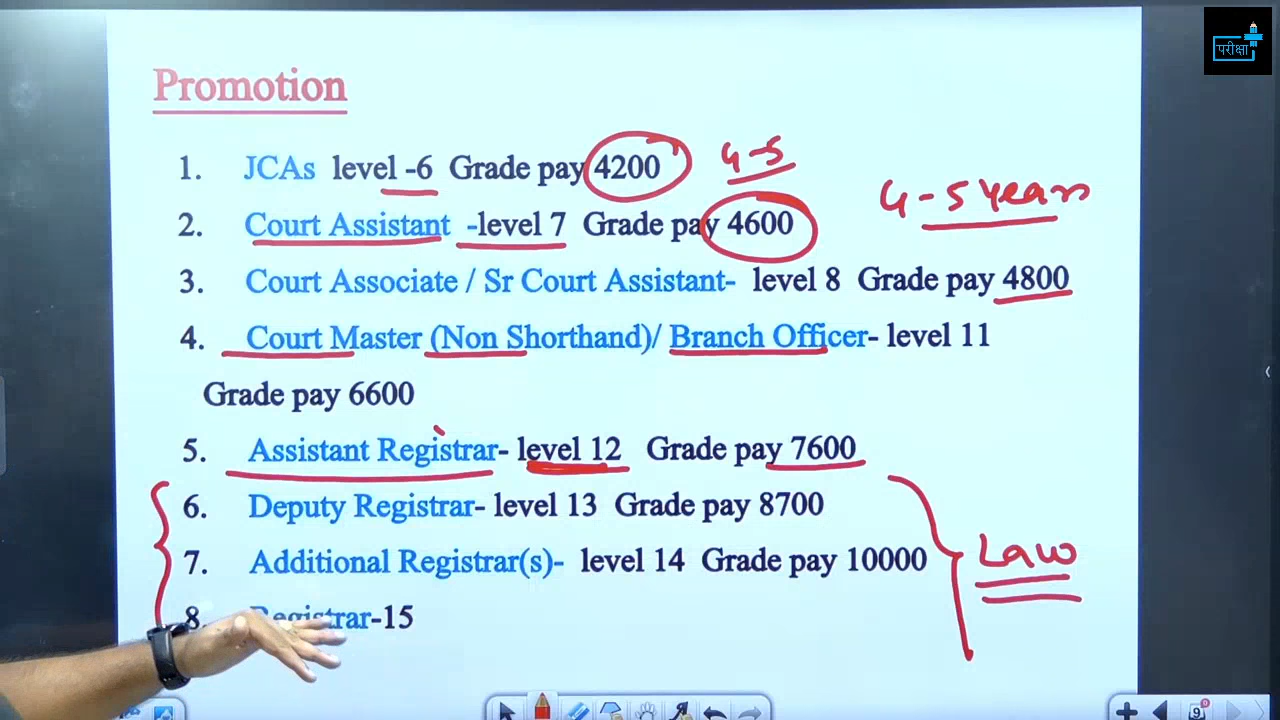 परीक्षा
Promotion
1. JCAs level -6 Grade pay 4200 4-5
4-5 Years
2. Court Assistant -level 7 Grade pay 4600
3. Court Associate / Sr Court Assistant- level 8 Grade pay 4800
4. Court Master (Non Shorthand)/ Branch Officer- level 11
Grade pay 6600
5. Assistant Registrar- level 12 Grade pay 7600
6. Deputy Registrar- level 13 Grade pay 8700
7. Additional Registrar(s)- level 14 Grade pay 10000
Law
8. Registrar-15
9